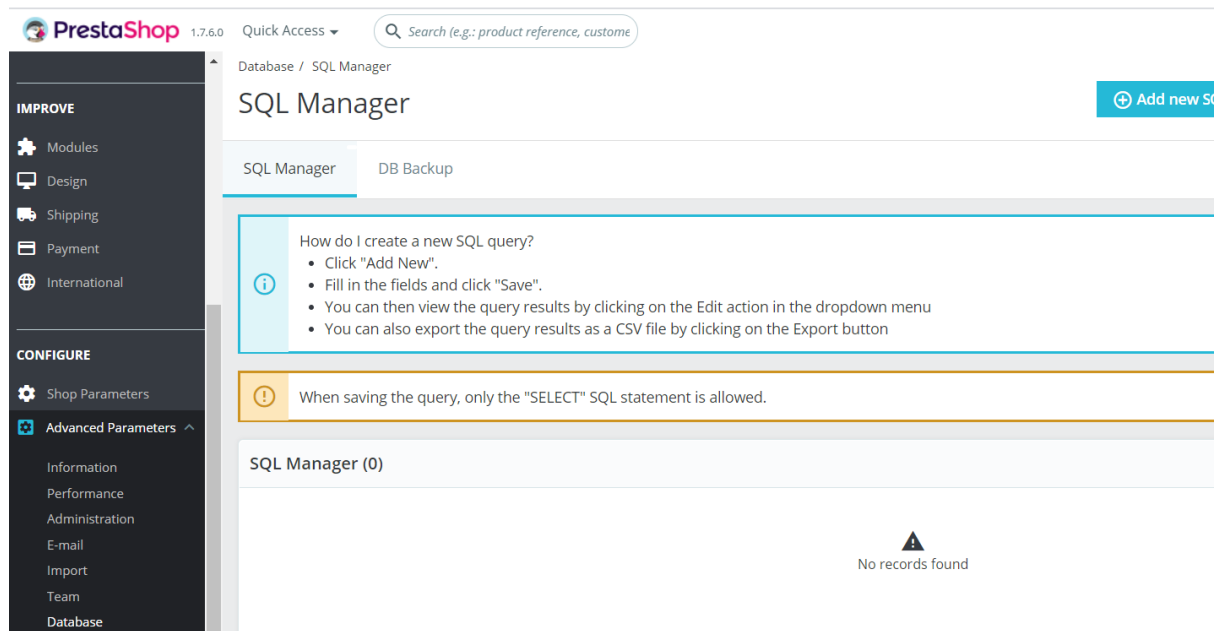 PrestaShop 1.7.6.0 Quick Access Search (e.g.: product reference, custome
Database / SQL Manager
SQL Manager
Add new
IMPROVE
Modules
Design
Shipping
Payment
International
CONFIGURE
Shop Parameters
Advanced Parameters
Information
Performance
Administration
E-mail
Import
Team
Database
SQL Manager DB Backup
How do I create a new SQL query?
• Click "Add New".
• Fill in the fields and click "Save".
• You can then view the query results by clicking on the Edit action in the dropdown menu
• You can also export the query results as a CSV file by clicking on the Export button
When saving the query, only the "SELECT" SQL statement is allowed.
SQL Manager (0)
No records found